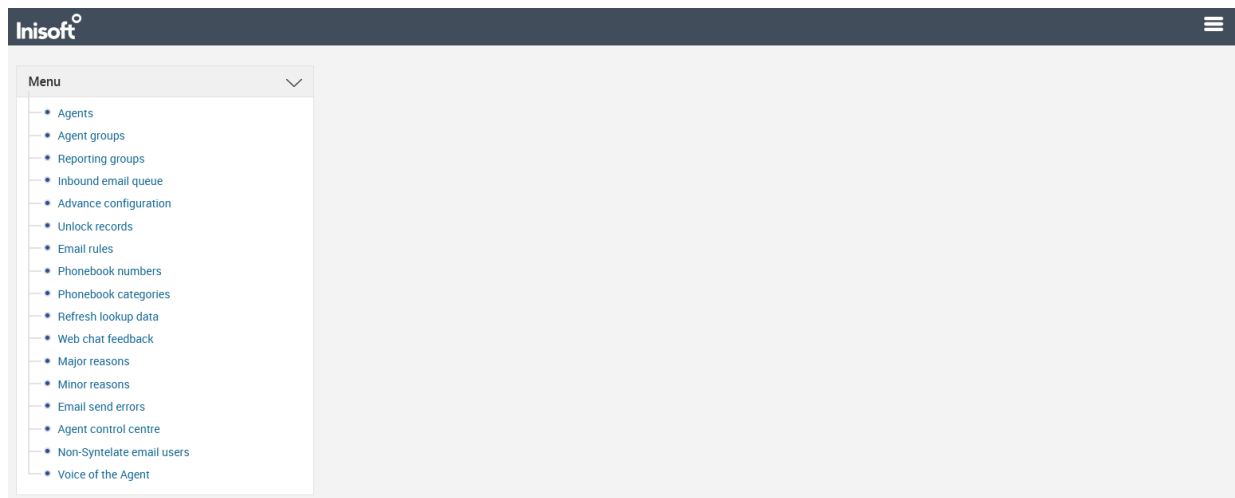 Inisoft
Menu
Agents
Agent groups
Reporting groups
Inbound email queue
Advance configuration
Unlock records
Email rules
Phonebook numbers
Phonebook categories
Refresh lookup data
Web chat feedback
Major reasons
Minor reasons
Email send errors
Agent control centre
Non-Syntelate email users
Voice of the Agent